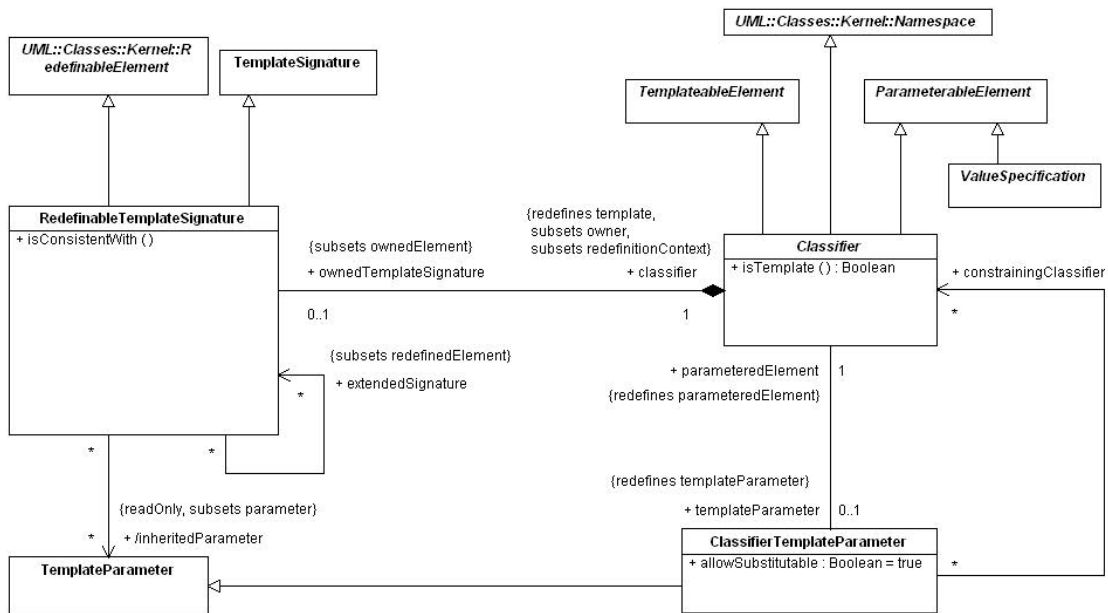 UML::Classes::Kernel::Namespace
UML::Classes::Kernel::R
edefinableElement
TemplateSignature
TemplateableElement
ParameterableElement
ValueSpecification
RedefinableTemplateSignature
+ isConsistentWith ()
{redefines template,
subsets owner,
subsets redefinitionContext}
{subsets ownedElement}
+ ownedTemplateSignature
+ classifier
0..1
1
Classifier
+ isTemplate () : Boolean
+ constrainingClassifier
*
{subsets redefinedElement}
+ extendedSignature
*
*
+ parameteredElement
1
{redefines parameteredElement}
*
{readOnly, subsets parameter}
* + /inheritedParameter
{redefines templateParameter}
+ templateParameter
0..1
TemplateParameter
ClassifierTemplateParameter
+ allowSubstitutable : Boolean = true
*